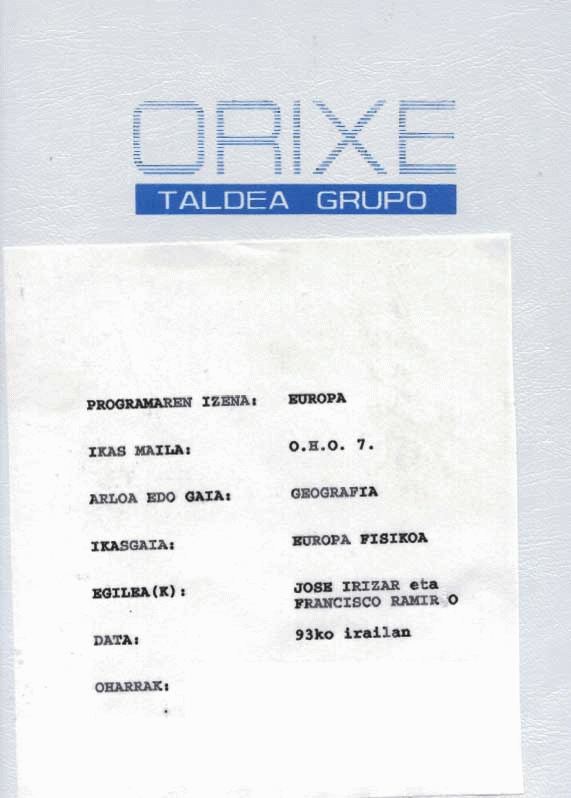 ORIXE
TALDEA GRUPO
PROGRAMAREN IZENA: EUROPA
IKAS MAILA: O.H.O. 7.
ARLOA EDO GAIA: GEOGRAFIA
IKASGAIA: EUROPA FISIKOA
EGILEA(K): JOSE IRIZAR eta
FRANCISCO RAMIR O
DATA: 93ko irailan
OHARRAK: